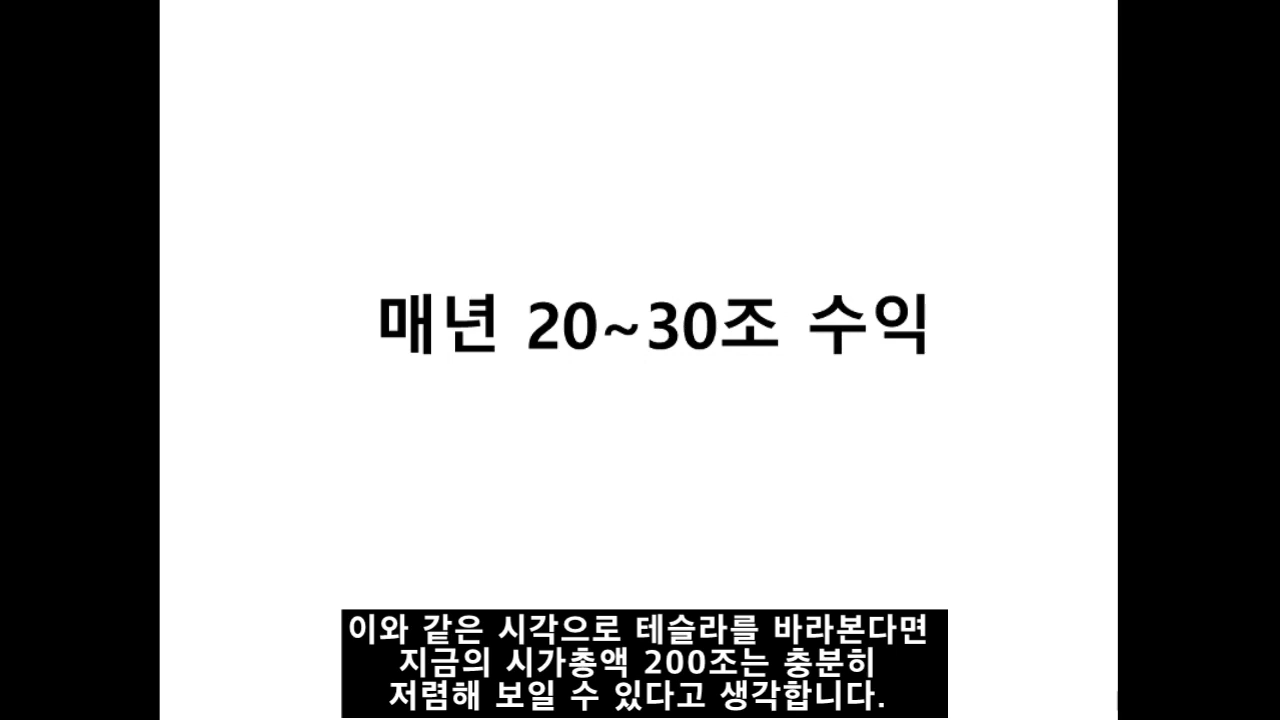 매년 20~30조 수익
이와 같은 시각으로 테슬라를 바라본다면
지금의 시가총액 200조는 충분히
저렴해 보일 수 있다고 생각합니다.